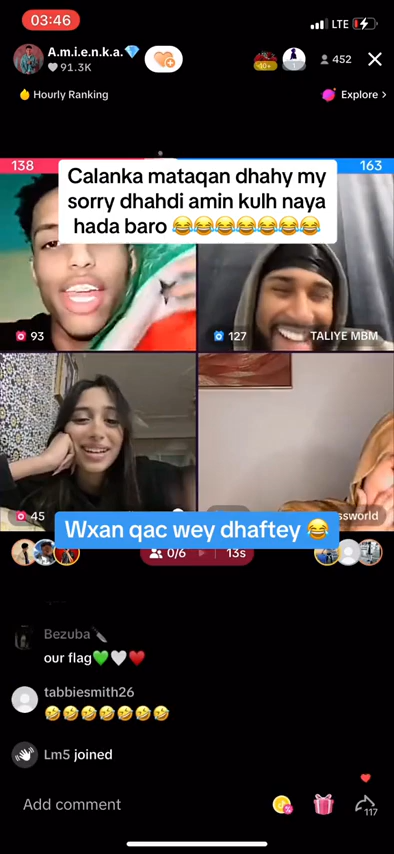 03:46
LTE
A.m.i.e.n.k.a.💎
91.3K
40+
1
452
Hourly Ranking
Explore >
138
163
Calanka mataqan dhahy my
sorry dhahdi amin kulh naya
hada baro 😂😂😂😂😂😂😂
93
127
TALIYE MBM
45
ssworld
Wxan qac wey dhaftey 😂
0/6
13s
Bezuba🔪
our flag💚🤍❤️
tabbiesmith26
🤣🤣🤣🤣🤣🤣🤣
Lm5 joined
Add comment
117